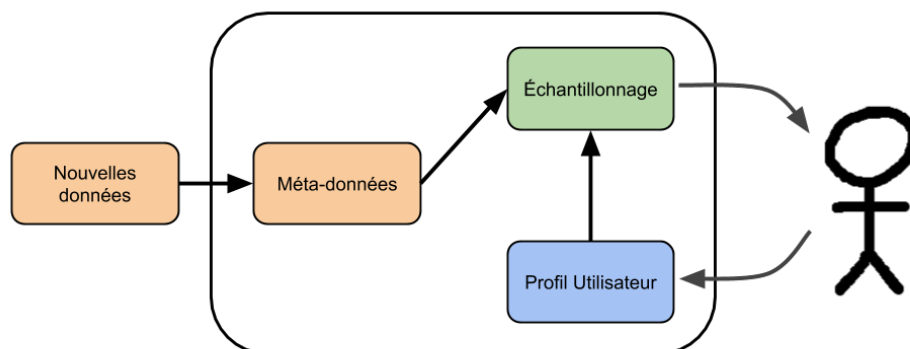 Échantillonnage
Nouvelles
données
Méta-données
Profil Utilisateur